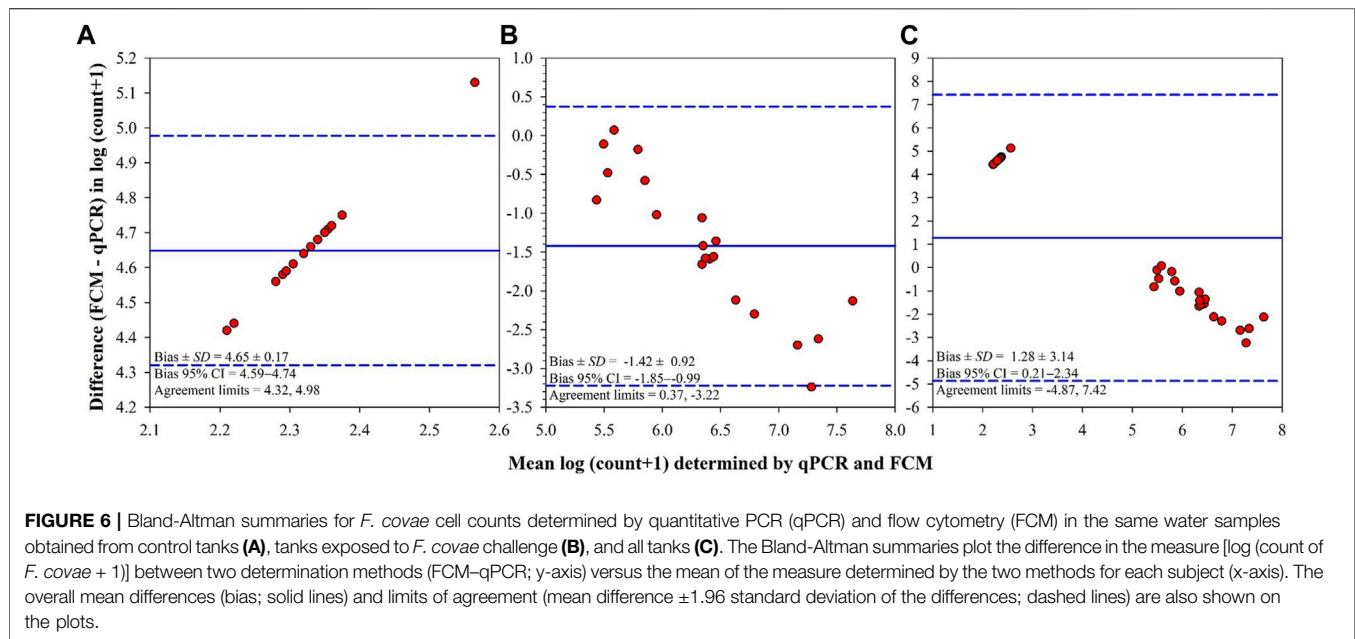 A
B
C
Difference (FCM - qPCR) in log (count+1)
5.2
5.1
5.0
4.9
4.8
4.7
4.6
4.5
4.4
4.3
4.2
Bias ± SD = 4.65 ± 0.17
Bias 95% CI = 4.59–4.74
Agreement limits = 4.32, 4.98
2.1 2.2 2.3 2.4 2.5 2.6
1.0
0.5
0.0
-0.5
-1.0
-1.5
-2.0
-2.5
-3.0
-3.5
Bias ± SD = -1.42 ± 0.92
Bias 95% CI = -1.85–-0.99
Agreement limits = 0.37, -3.22
5.0 5.5 6.0 6.5 7.0 7.5 8.0
9
8
7
6
5
4
3
2
1
0
-1
-2
-3
-4
-5
-6
Bias ± SD = 1.28 ± 3.14
Bias 95% CI = 0.21–2.34
Agreement limits = -4.87, 7.42
1 2 3 4 5 6 7 8
Mean log (count+1) determined by qPCR and FCM
FIGURE 6 | Bland-Altman summaries for F. covae cell counts determined by quantitative PCR (qPCR) and flow cytometry (FCM) in the same water samples
obtained from control tanks (A), tanks exposed to F. covae challenge (B), and all tanks (C). The Bland-Altman summaries plot the difference in the measure [log (count of
F. covae + 1)] between two determination methods (FCM–qPCR; y-axis) versus the mean of the measure determined by the two methods for each subject (x-axis). The
overall mean differences (bias; solid lines) and limits of agreement (mean difference ±1.96 standard deviation of the differences; dashed lines) are also shown on
the plots.